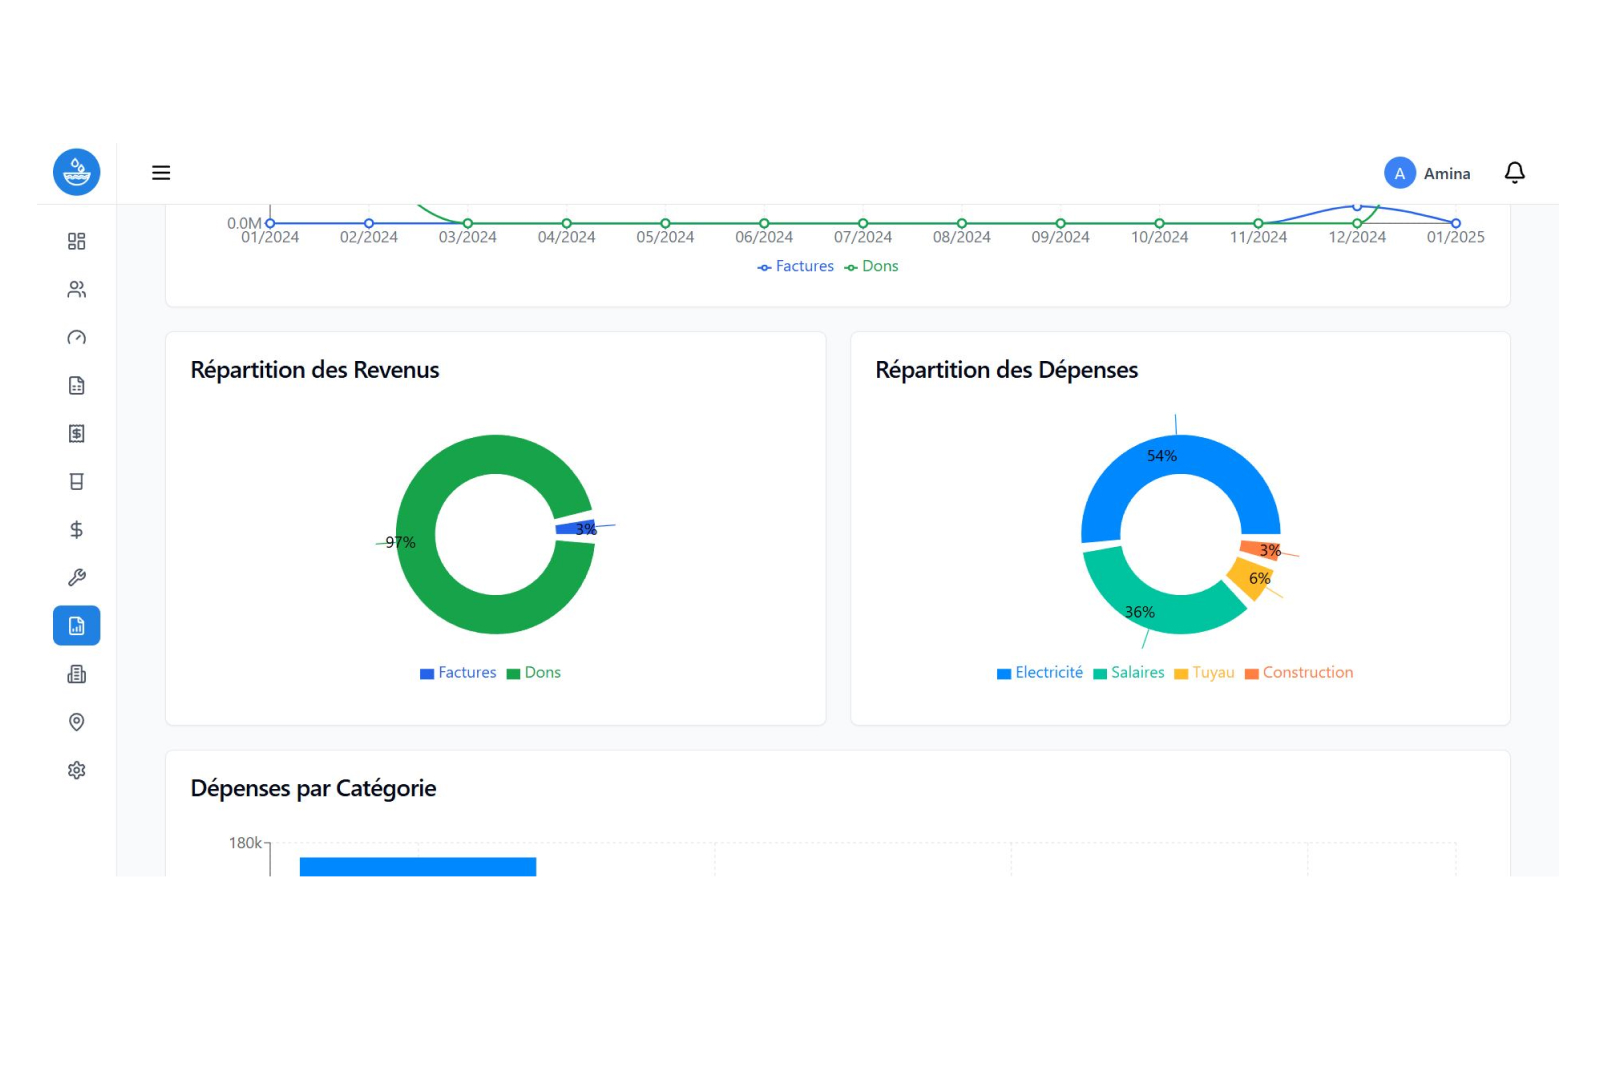 A Amina
0.0M
01/2024 02/2024 03/2024 04/2024 05/2024 06/2024 07/2024 08/2024 09/2024 10/2024 11/2024 12/2024 01/2025
Factures Dons
Répartition des Revenus
97%
3%
Factures Dons
Répartition des Dépenses
54%
3%
6%
36%
Electricité Salaires Tuyau Construction
Dépenses par Catégorie
180k